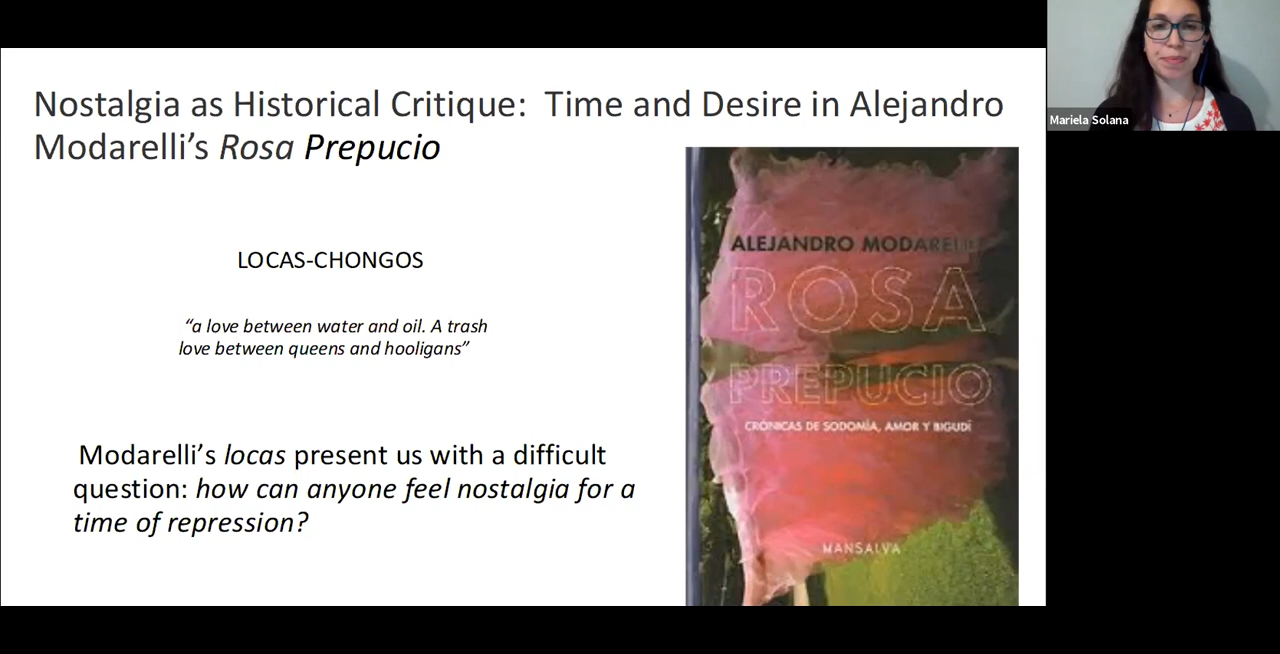 Nostalgia as Historical Critique: Time and Desire in Alejandro
Modarelli’s Rosa Prepucio
Mariela Solana
LOCAS-CHONGOS
“a love between water and oil. A trash
love between queens and hooligans”
Modarelli’s locas present us with a difficult
question: how can anyone feel nostalgia for a
time of repression?
ALEJANDRO MODARELLI
ROSA
PREPUCIO
CRÓNICAS DE SODOMÍA, AMOR Y BIGUDÍ
MANSALVA